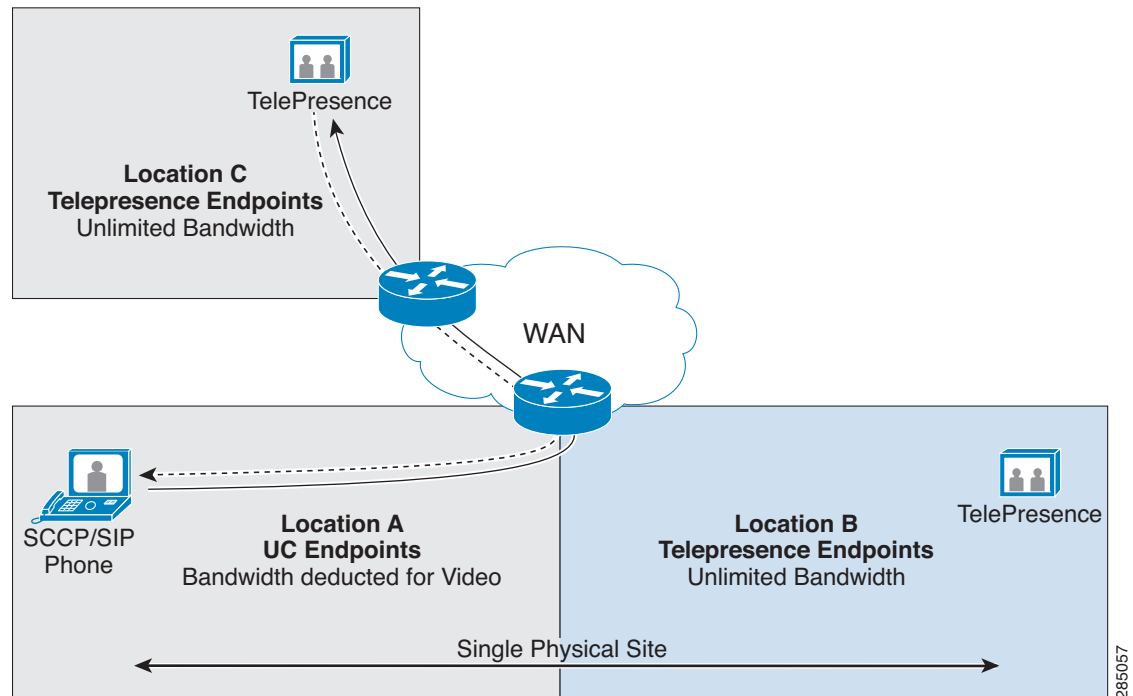 TelePresence
Location C
Telepresence Endpoints
Unlimited Bandwidth
WAN
SCCP/SIP
Phone
Location A
UC Endpoints
Bandwidth deducted for Video
Location B
Telepresence Endpoints
Unlimited Bandwidth
TelePresence
Single Physical Site
285057